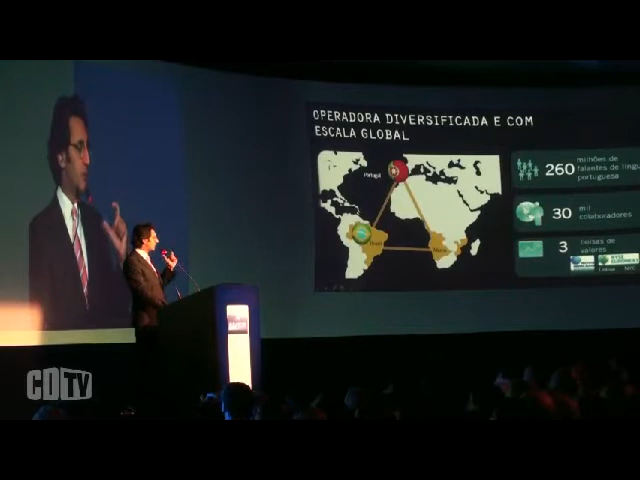 OPERADORA DIVERSIFICADA E COM
ESCALA GLOBAL
Portugal
Brasil
260 milhões de
falantes de língua
portuguesa
30 mil
colaboradores
3 bolsas de
valores
CDTV